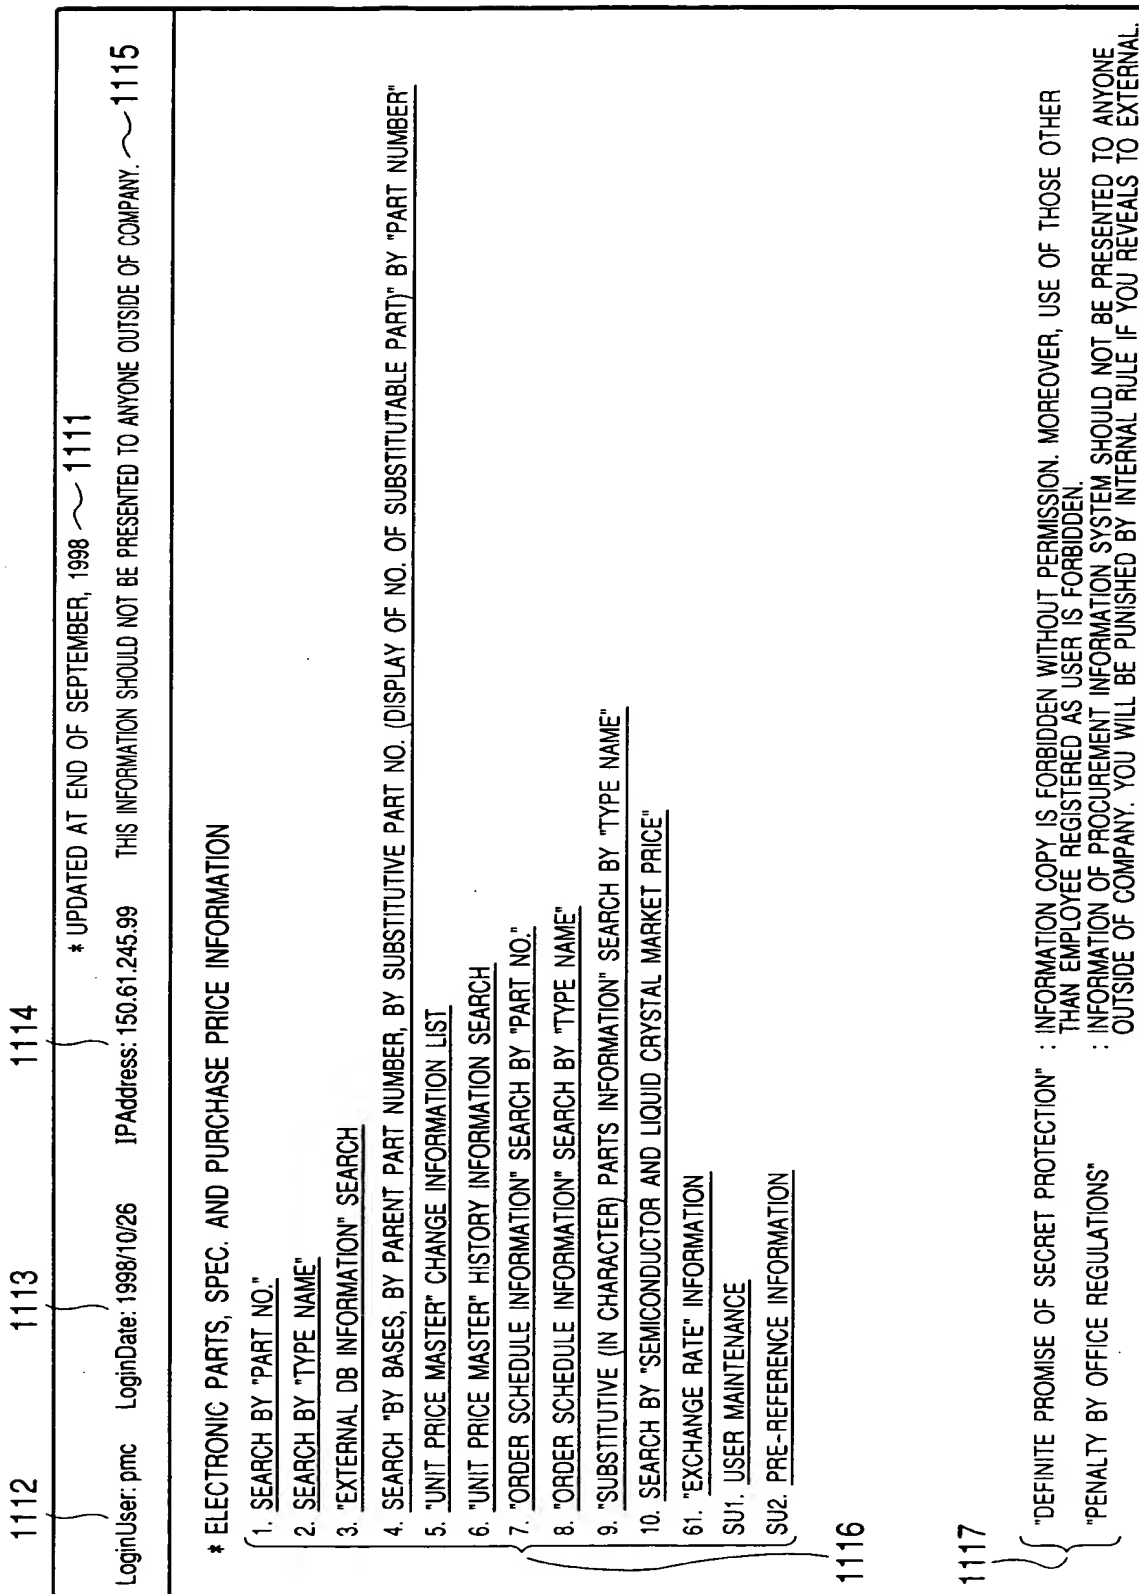 1112
1113
1114
* UPDATED AT END OF SEPTEMBER, 1998 ~ 1111
LoginUser: pmc LoginDate: 1998/10/26 IPAddress: 150.61.245.99 THIS INFORMATION SHOULD NOT BE PRESENTED TO ANYONE OUTSIDE OF COMPANY. ~ 1115
* ELECTRONIC PARTS, SPEC. AND PURCHASE PRICE INFORMATION
1. SEARCH BY "PART NO."
2. SEARCH BY "TYPE NAME"
3. "EXTERNAL DB INFORMATION" SEARCH
4. SEARCH "BY BASES, BY PARENT PART NUMBER, BY SUBSTITUTIVE PART NO. (DISPLAY OF NO. OF SUBSTITUTABLE PART)" BY "PART NUMBER"
5. "UNIT PRICE MASTER" CHANGE INFORMATION LIST
6. "UNIT PRICE MASTER" HISTORY INFORMATION SEARCH
7. "ORDER SCHEDULE INFORMATION" SEARCH BY "PART NO."
8. "ORDER SCHEDULE INFORMATION" SEARCH BY "TYPE NAME"
9. "SUBSTITUTIVE (IN CHARACTER) PARTS INFORMATION" SEARCH BY "TYPE NAME"
10. SEARCH BY "SEMICONDUCTOR AND LIQUID CRYSTAL MARKET PRICE"
61. "EXCHANGE RATE" INFORMATION
SU1. USER MAINTENANCE
SU2. PRE-REFERENCE INFORMATION
1116
1117
"DEFINITE PROMISE OF SECRET PROTECTION" : INFORMATION COPY IS FORBIDDEN WITHOUT PERMISSION. MOREOVER, USE OF THOSE OTHER
THAN EMPLOYEE REGISTERED AS USER IS FORBIDDEN.
"PENALTY BY OFFICE REGULATIONS" : INFORMATION OF PROCUREMENT INFORMATION SYSTEM SHOULD NOT BE PRESENTED TO ANYONE
OUTSIDE OF COMPANY. YOU WILL BE PUNISHED BY INTERNAL RULE IF YOU REVEALS TO EXTERNAL.